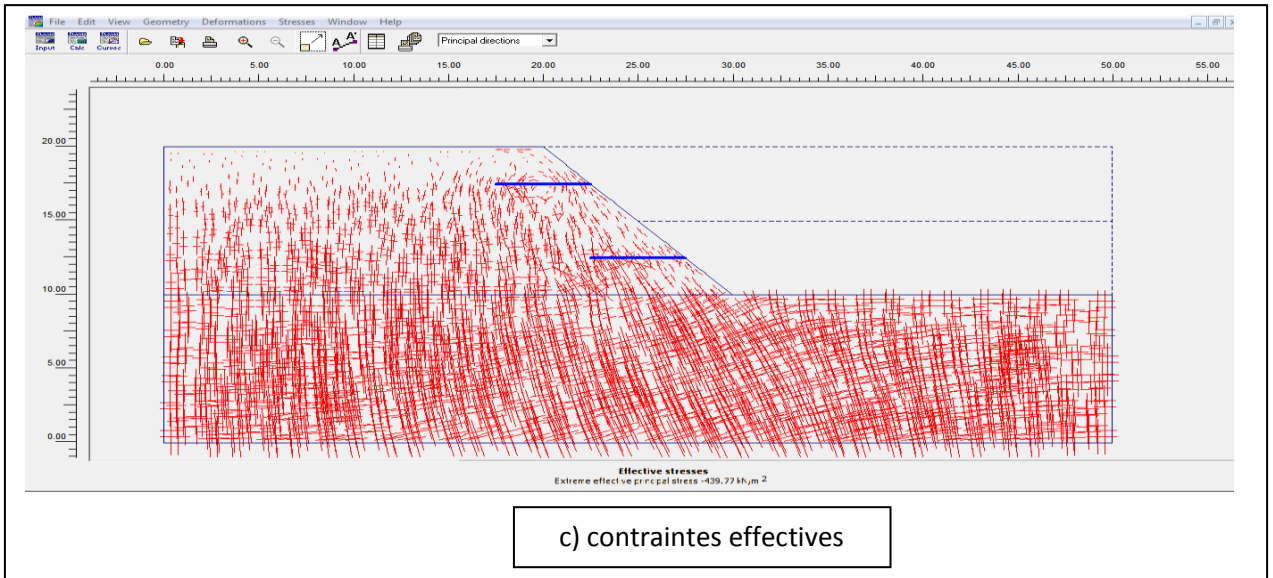 File Edit View Geometry Deformations Stresses Window Help
Input Calc Curves A A' Principal directions
0.00 5.00 10.00 15.00 20.00 25.00 30.00 35.00 40.00 45.00 50.00 55.00
20.00
15.00
10.00
5.00
0.00
Effective stresses
Extreme effective principal stress -439.77 kN/m 2
c) contraintes effectives